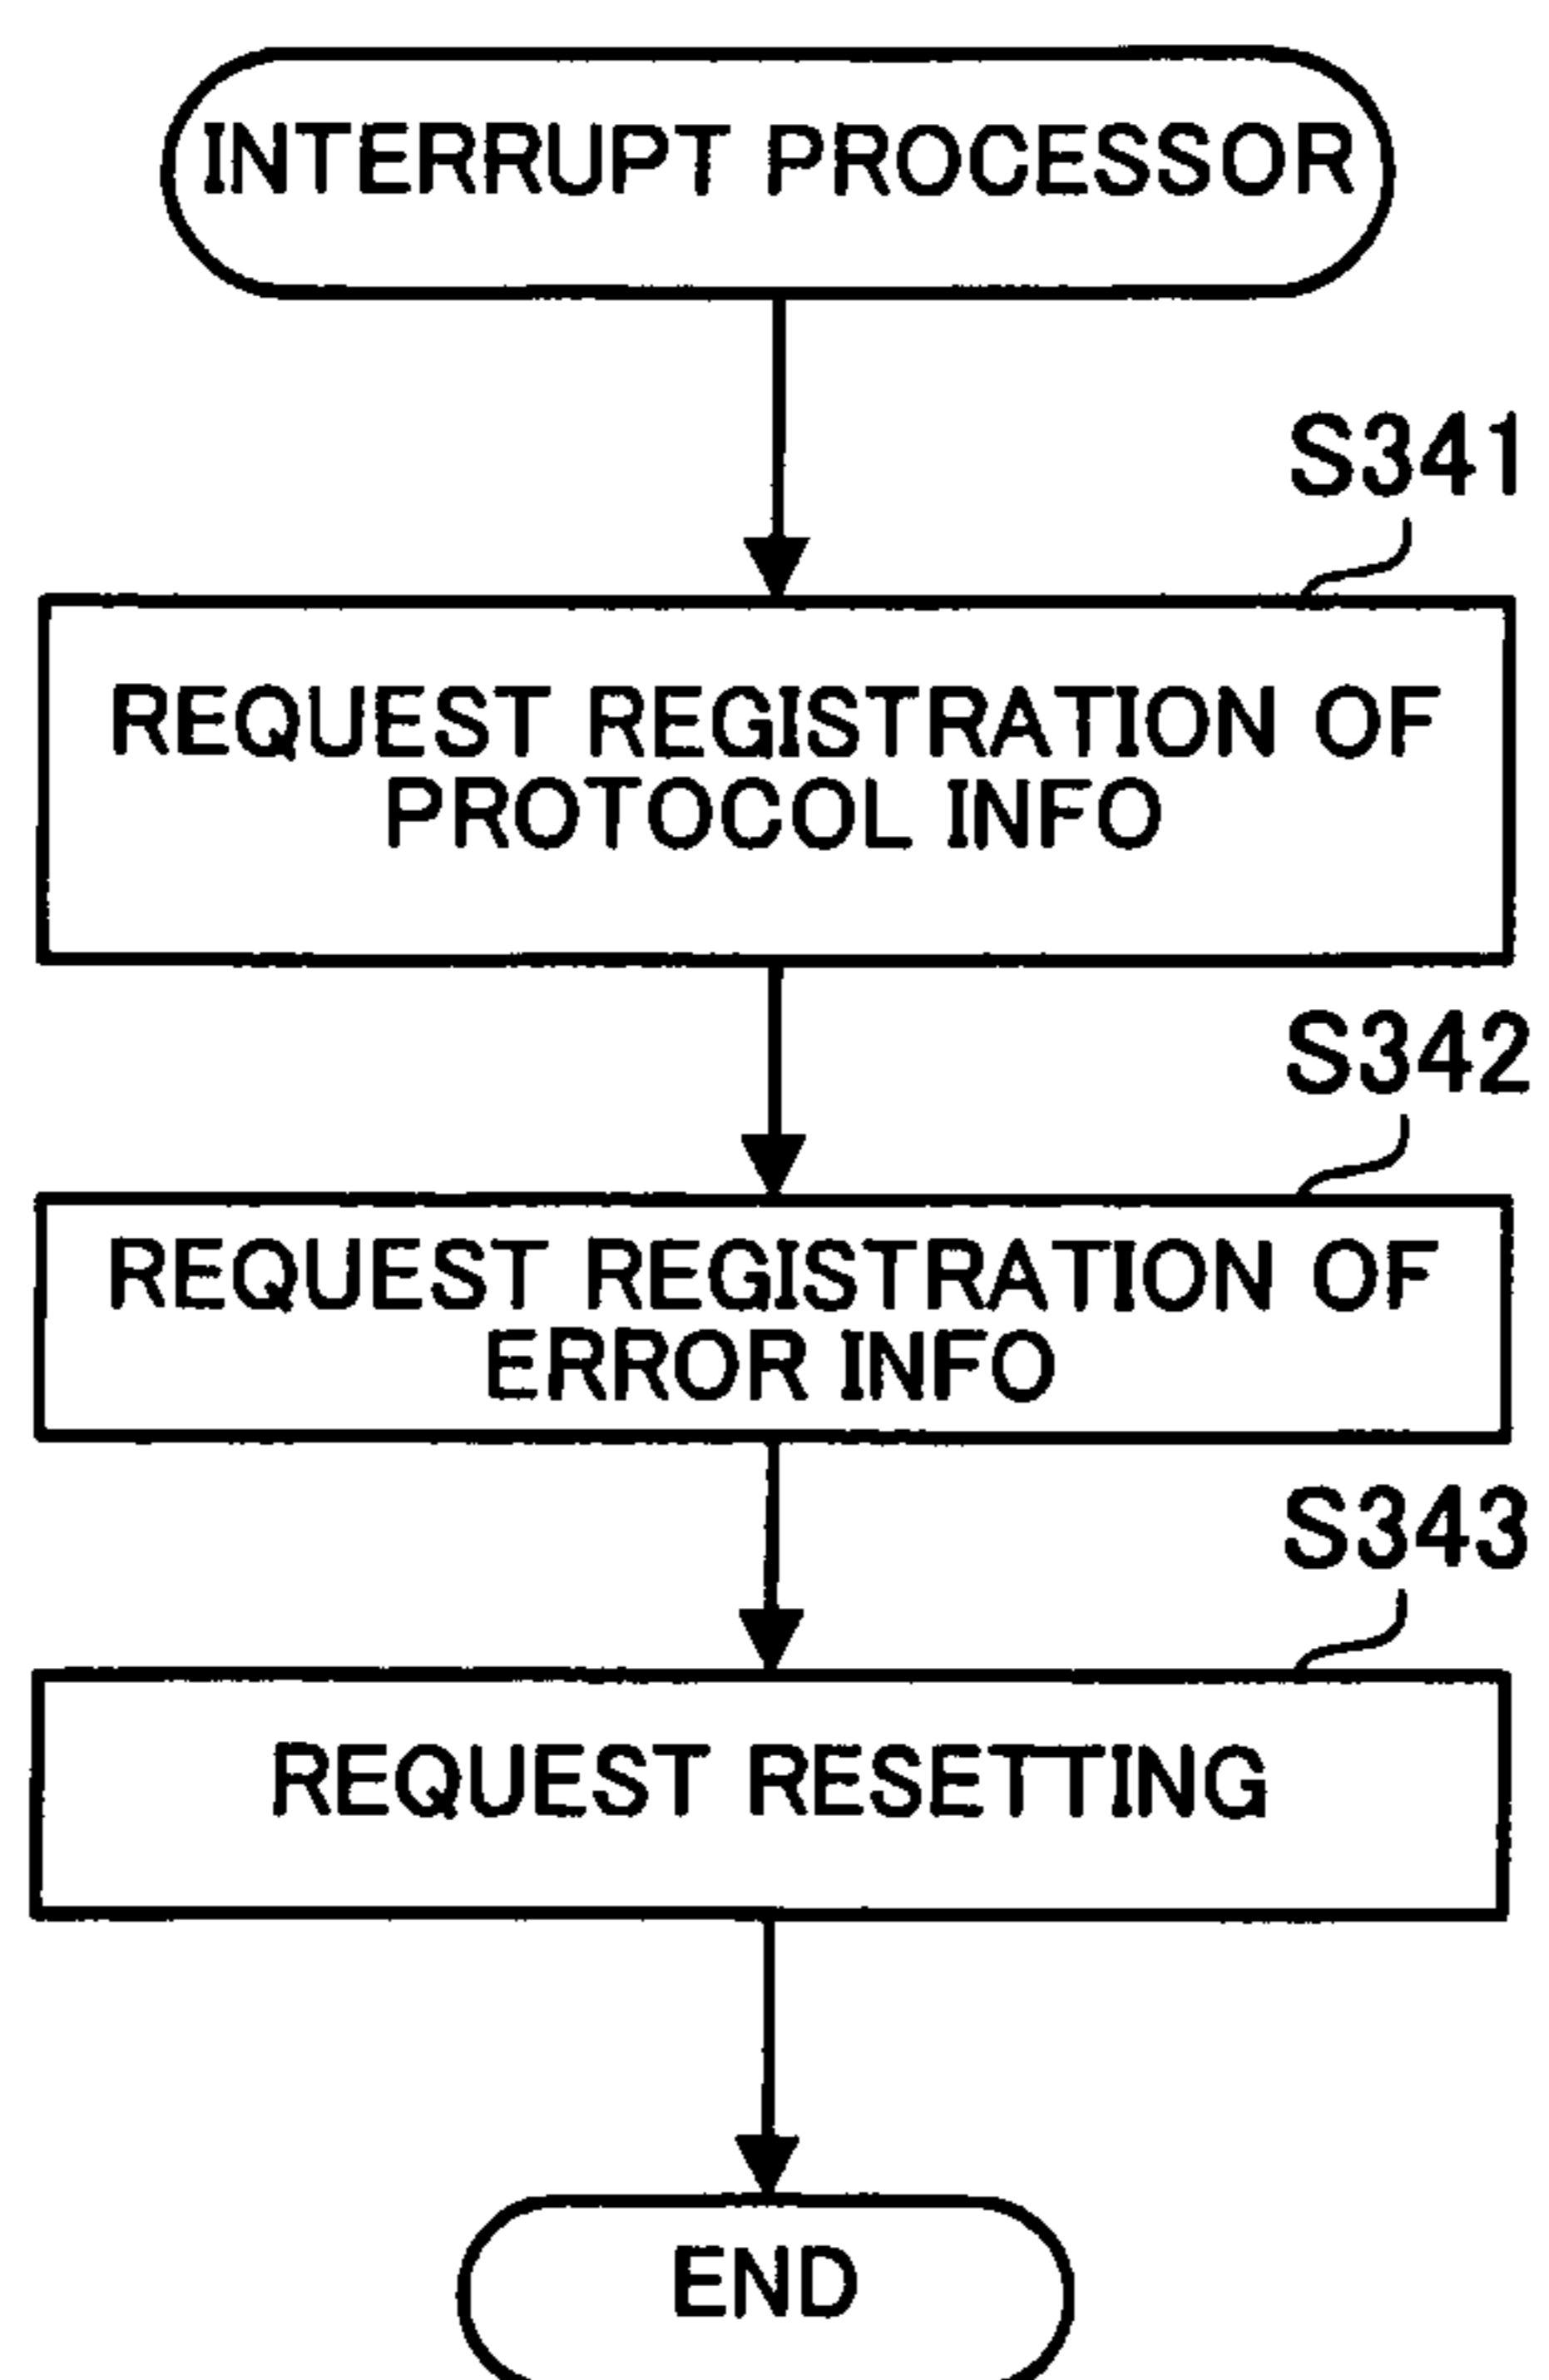 INTERRUPT PROCESSOR
S341
REQUEST REGISTRATION OF
PROTOCOL INFO
S342
REQUEST REGISTRATION OF
ERROR INFO
S343
REQUEST RESETTING
END